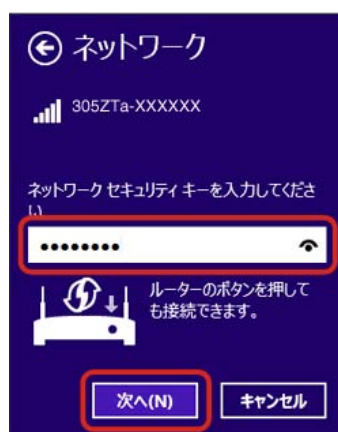 ネットワーク
305ZTa-XXXXXX
ネットワーク セキュリティ キーを入力してくださ
い
••••••••
ルーターのボタンを押して
も接続できます。
次へ(N)
キャンセル